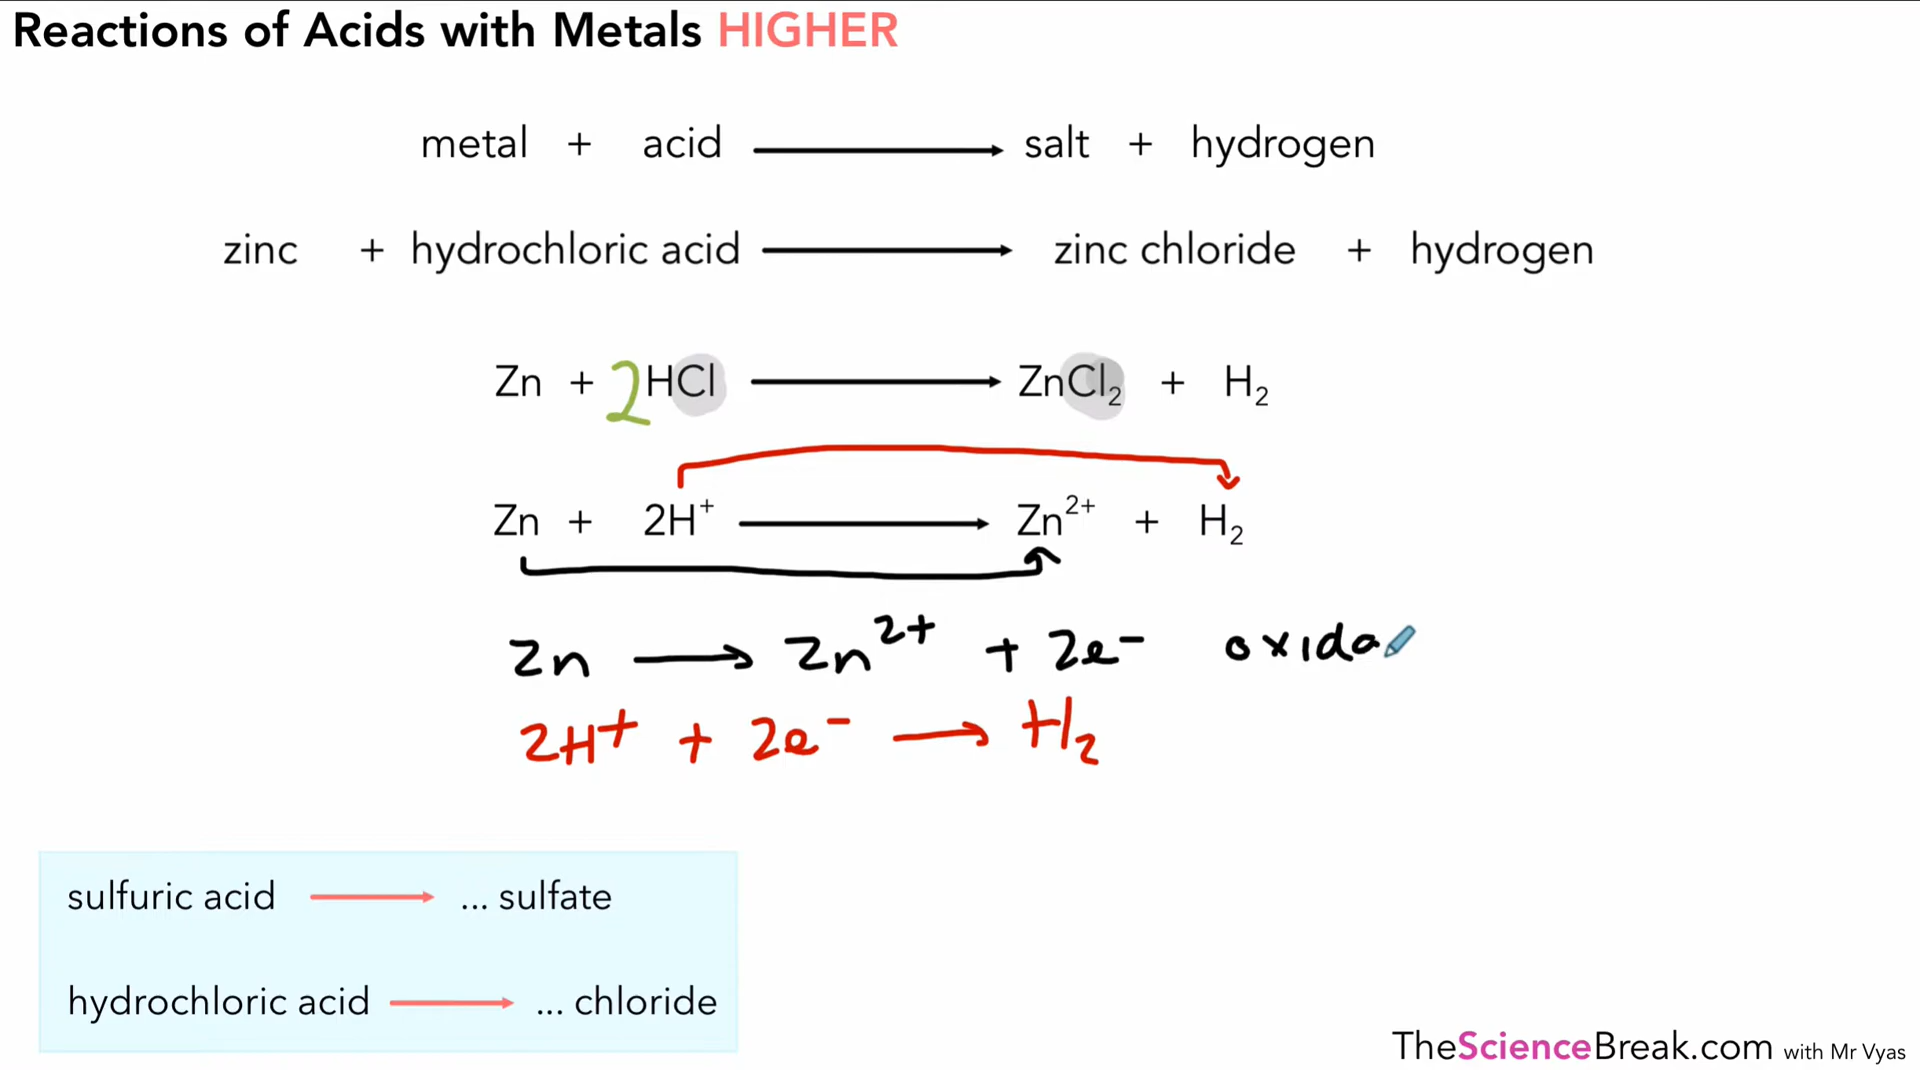 Reactions of Acids with Metals HIGHER
metal + acid ⟶ salt + hydrogen
zinc + hydrochloric acid ⟶ zinc chloride + hydrogen
Zn + 2HCl ⟶ ZnCl₂ + H₂
Zn + 2H⁺ ⟶ Zn²⁺ + H₂
Zn ⟶ Zn²⁺ + 2e⁻ oxida
2H⁺ + 2e⁻ ⟶ H₂
sulfuric acid ⟶ ... sulfate
hydrochloric acid ⟶ ... chloride
TheScienceBreak.com with Mr Vyas